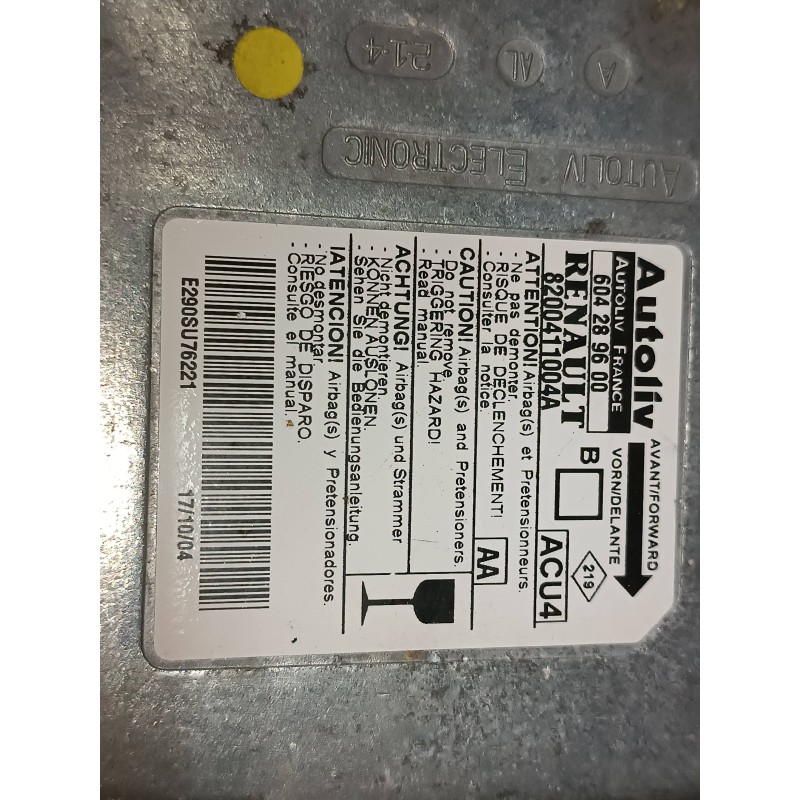 214
AL
A
AUTOLIV ELECTRONIC
Autoliv
AUTOLIV FRANCE
604 28 96 00
RENAULT
8200411004A
AVANT/FORWARD
VORN/DELANTE
B
219
ACU4
AA
ATTENTION! Airbag(s) et Pretensionneurs.
- Ne pas demonter.
- RISQUE DE DECLENCHEMENT!
- Consulter la notice.
CAUTION! Airbag(s) and Pretensioners.
- Do not remove.
- TRIGGERING HAZARD!
- Read manual.
ACHTUNG! Airbag(s) und Strammer
- Nicht demontieren.
- KONNEN AUSLONEN.
- Sehen Sie die Bedienungsanleitung.
!ATENCION! Airbag(s) y Pretensionadores.
- No desmontar.
- RIESGO DE DISPARO.
- Consulte el manual.
E290SU76221
17/10/04